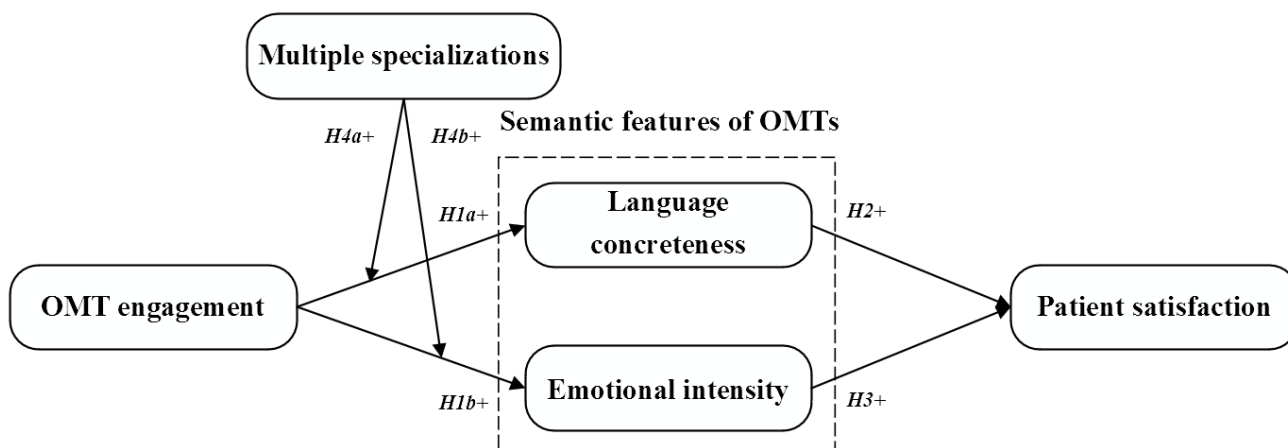 Multiple specializations
H4a+
H4b+
Semantic features of OMTs
H1a+
Language
concreteness
H2+
OMT engagement
Patient satisfaction
H1b+
Emotional intensity
H3+